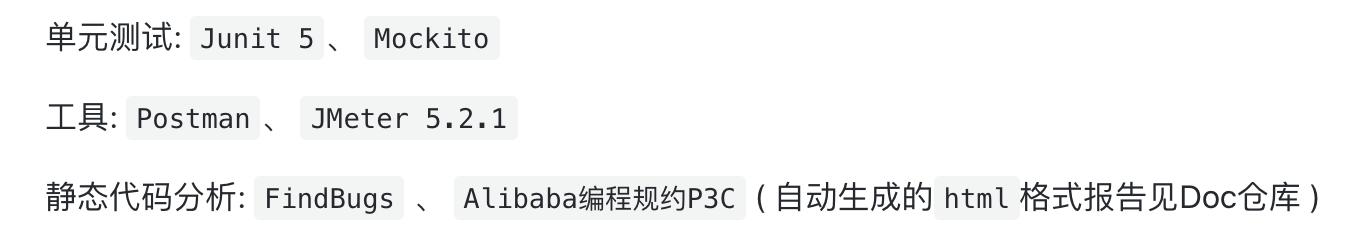 单元测试: Junit 5、 Mockito
工具: Postman、 JMeter 5.2.1
静态代码分析: FindBugs 、 Alibaba编程规约P3C ( 自动生成的html格式报告见Doc仓库 )